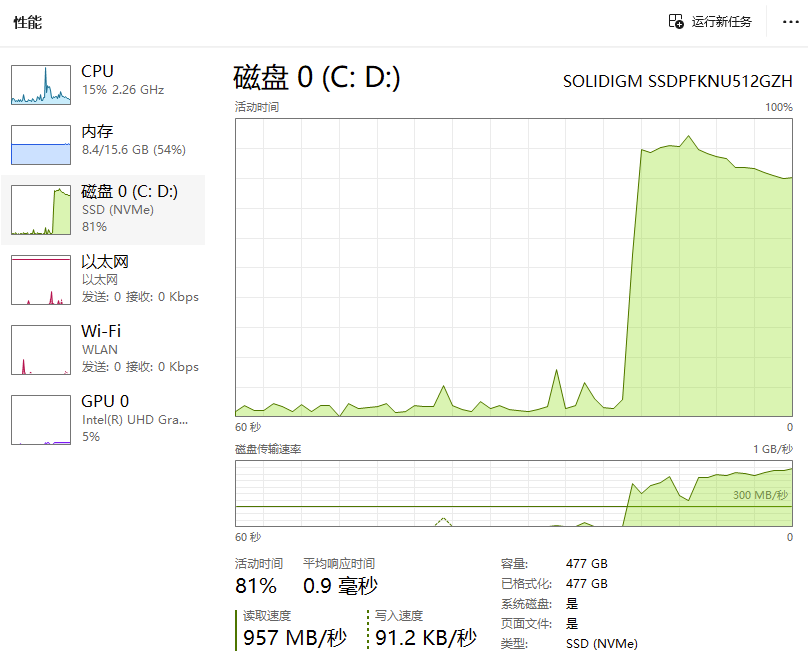 性能
运行新任务
CPU
15% 2.26 GHz
内存
8.4/15.6 GB (54%)
磁盘 0 (C: D:)
SSD (NVMe)
81%
以太网
以太网
发送: 0 接收: 0 Kbps
Wi-Fi
WLAN
发送: 0 接收: 0 Kbps
GPU 0
Intel(R) UHD Gra...
5%
磁盘 0 (C: D:)
SOLIDIGM SSDPFKNU512GZH
活动时间
100%
60 秒
0
磁盘传输速率
1 GB/秒
300 MB/秒
60 秒
0
活动时间
81%
平均响应时间
0.9 毫秒
读取速度
957 MB/秒
写入速度
91.2 KB/秒
容量: 477 GB
已格式化: 477 GB
系统磁盘: 是
页面文件: 是
类型: SSD (NVMe)